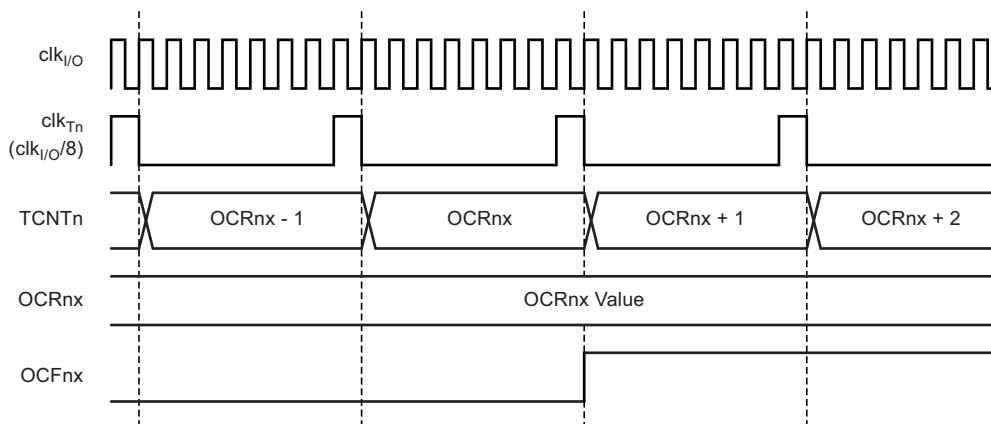 clkI/O
clkTn
(clkI/O/8)
TCNTn OCRnx - 1 OCRnx OCRnx + 1 OCRnx + 2
OCRnx OCRnx Value
OCFnx